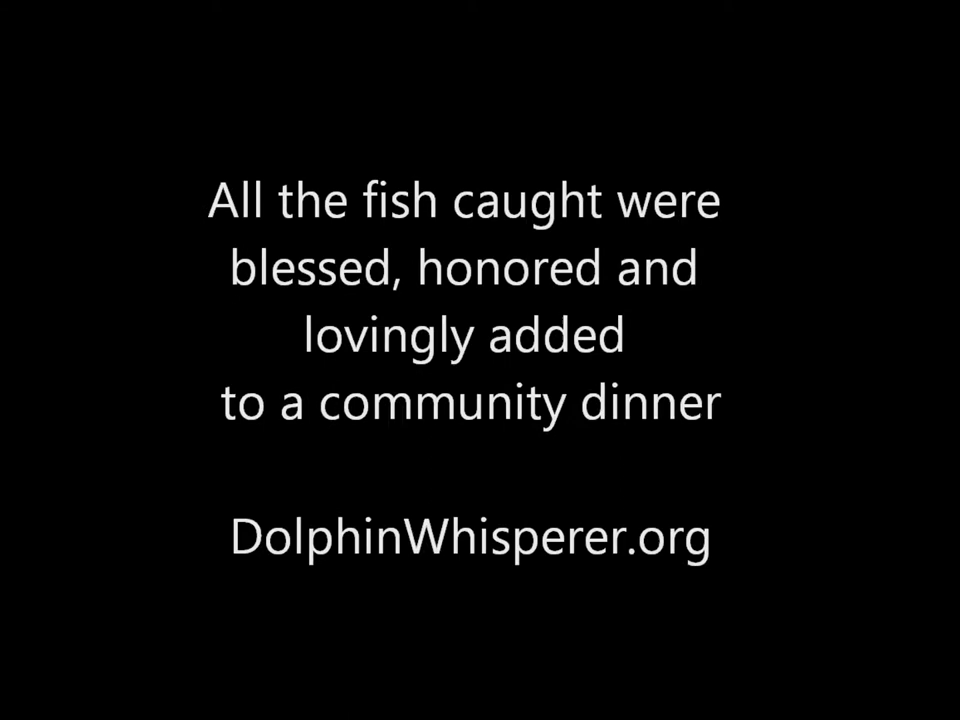 All the fish caught were
blessed, honored and
lovingly added
to a community dinner
DolphinWhisperer.org